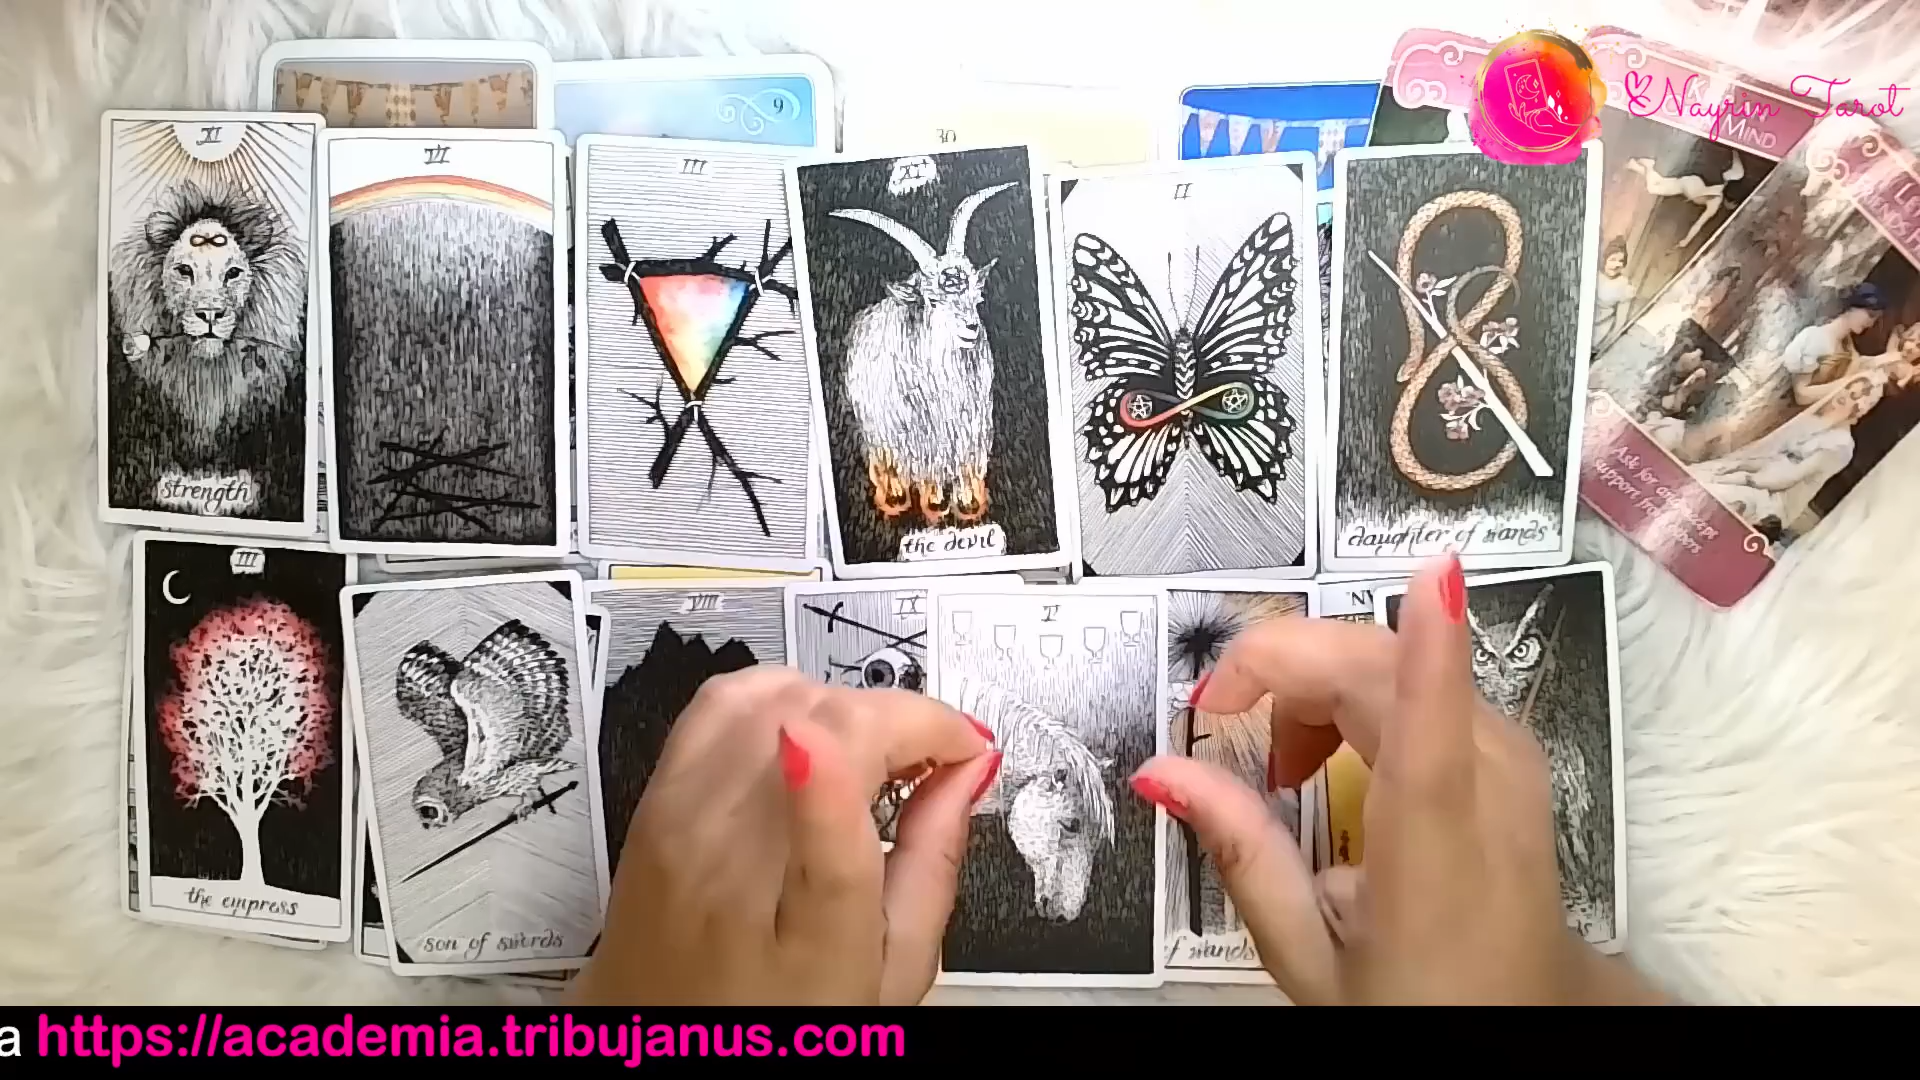 Nayrin Tarot
9
30
MIND
XI
VI
III
II
strength
the devil
daughter of wands
Ask for and accept
support from others
III
VIII
IX
V
the empress
son of swords
of wands
a https://academia.tribujanus.com